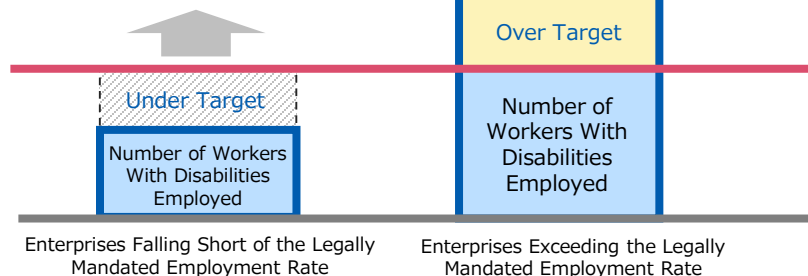 Over Target
Under Target
Number of
Workers With
Disabilities
Employed
Number of Workers
With Disabilities
Employed
Enterprises Falling Short of the Legally
Mandated Employment Rate
Enterprises Exceeding the Legally
Mandated Employment Rate